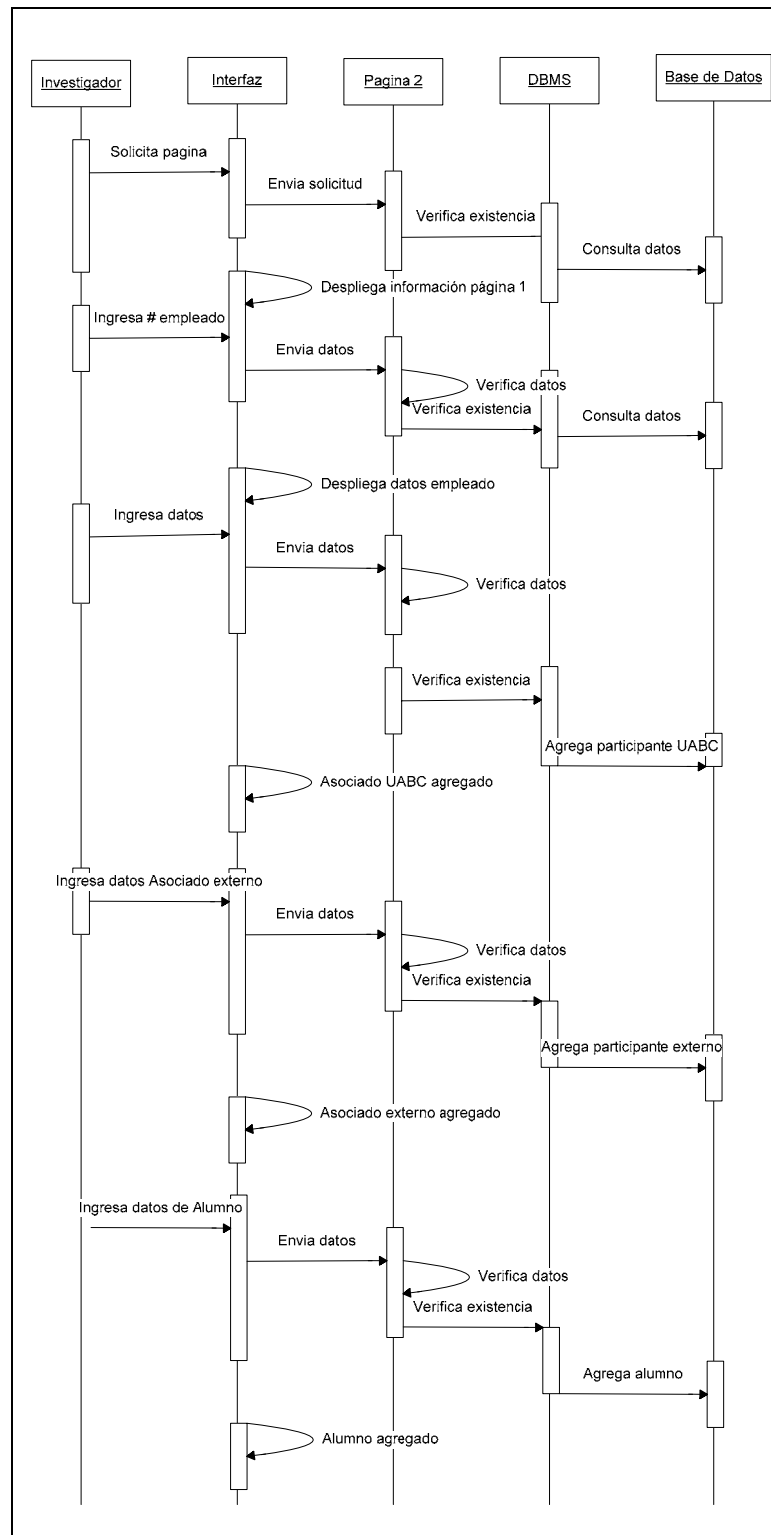 Investigador
Interfaz
Pagina 2
DBMS
Base de Datos
Solicita pagina
Envia solicitud
Verifica existencia
Consulta datos
Despliega información página 1
Ingresa # empleado
Envia datos
Verifica datos
Verifica existencia
Consulta datos
Despliega datos empleado
Ingresa datos
Envia datos
Verifica datos
Verifica existencia
Agrega participante UABC
Asociado UABC agregado
Ingresa datos Asociado externo
Envia datos
Verifica datos
Verifica existencia
Agrega participante externo
Asociado externo agregado
Ingresa datos de Alumno
Envia datos
Verifica datos
Verifica existencia
Agrega alumno
Alumno agregado